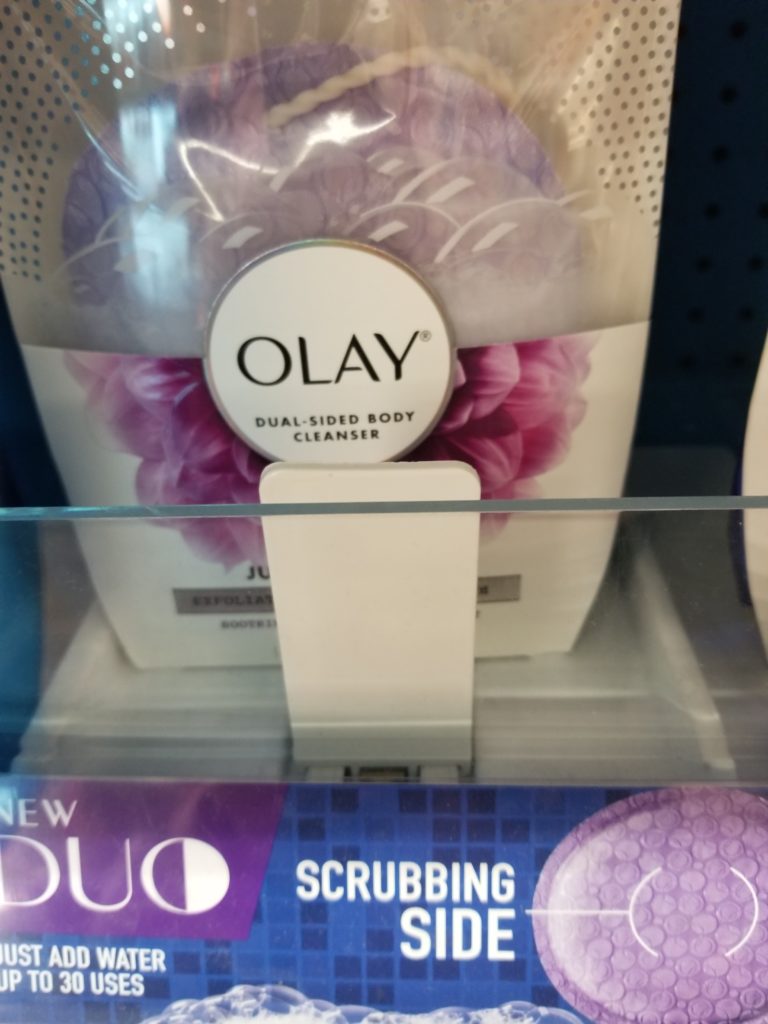 OLAY®
DUAL-SIDED BODY
CLEANSER
NEW
DUO
JUST ADD WATER
UP TO 30 USES
SCRUBBING
SIDE